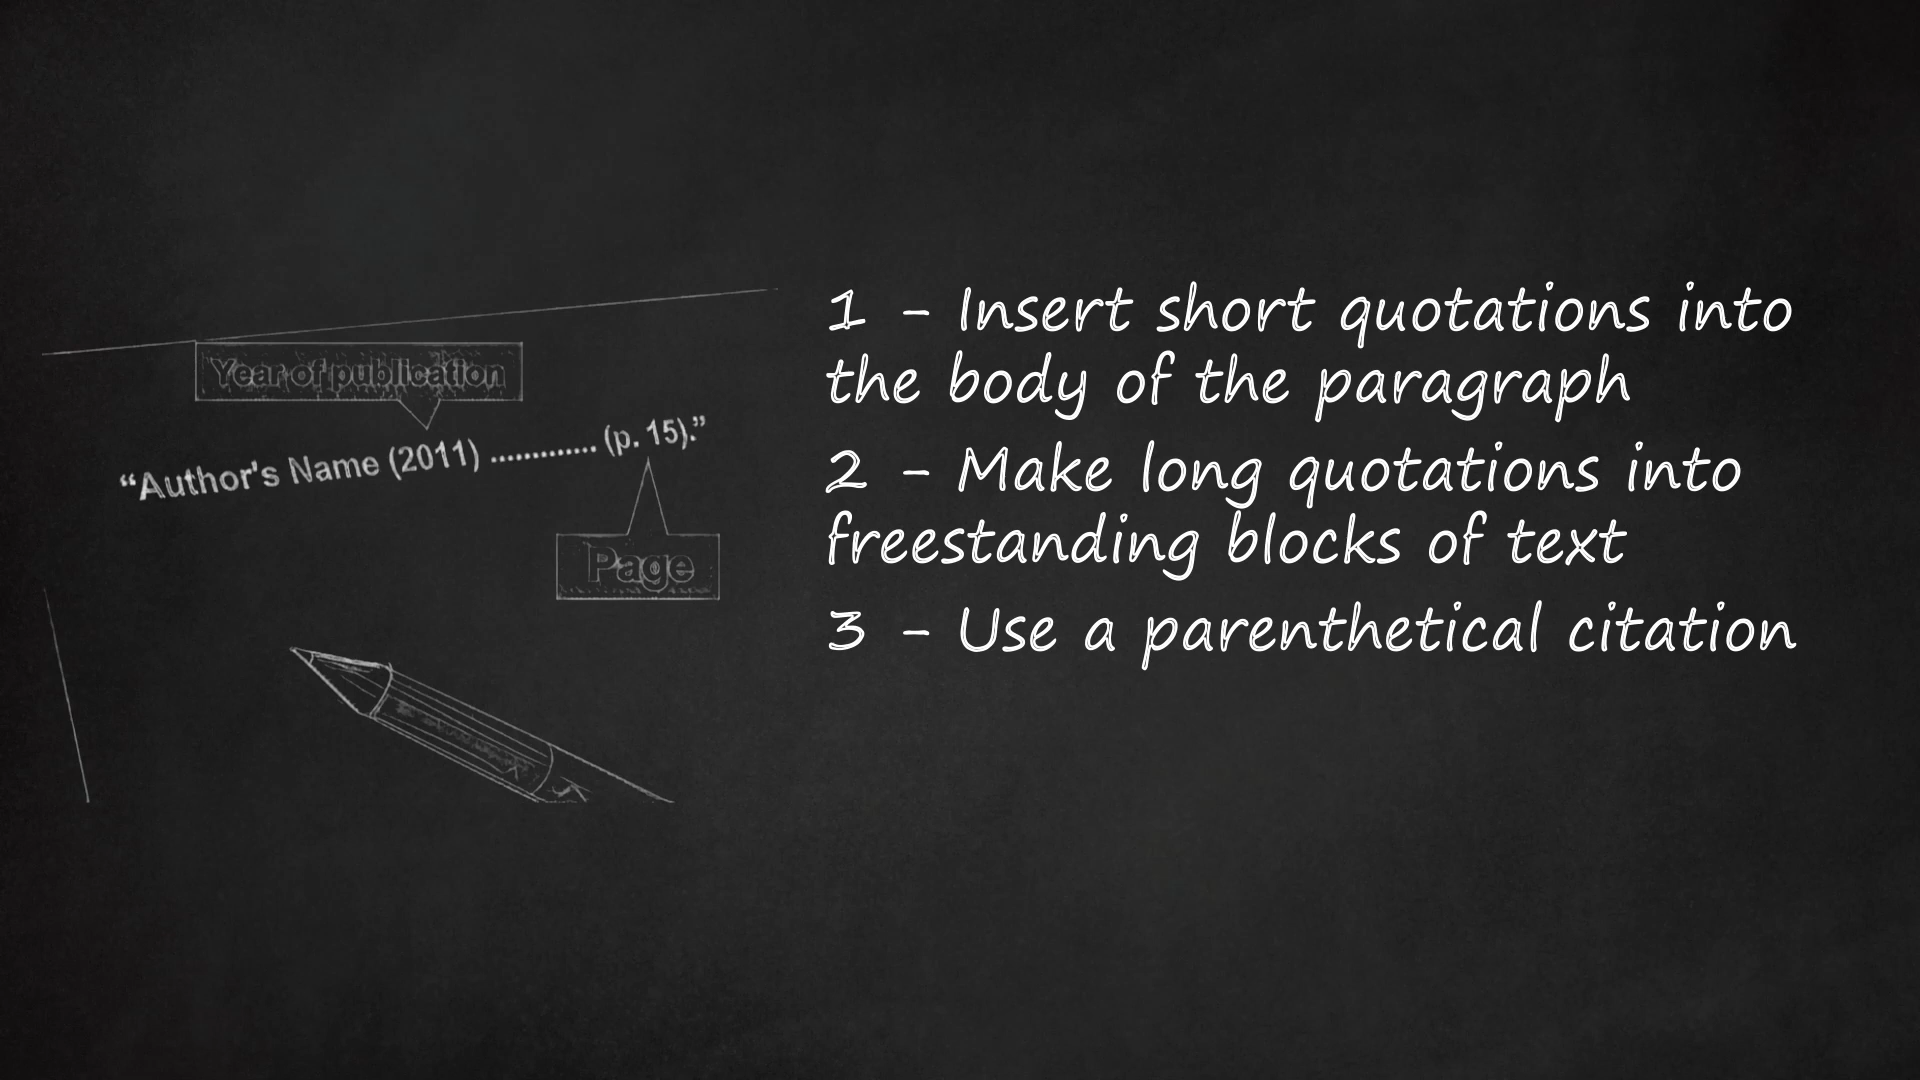 Year of publication
“Author's Name (2011) ............. (p. 15).”
Page
1 - Insert short quotations into
the body of the paragraph
2 - Make long quotations into
freestanding blocks of text
3 - Use a parenthetical citation